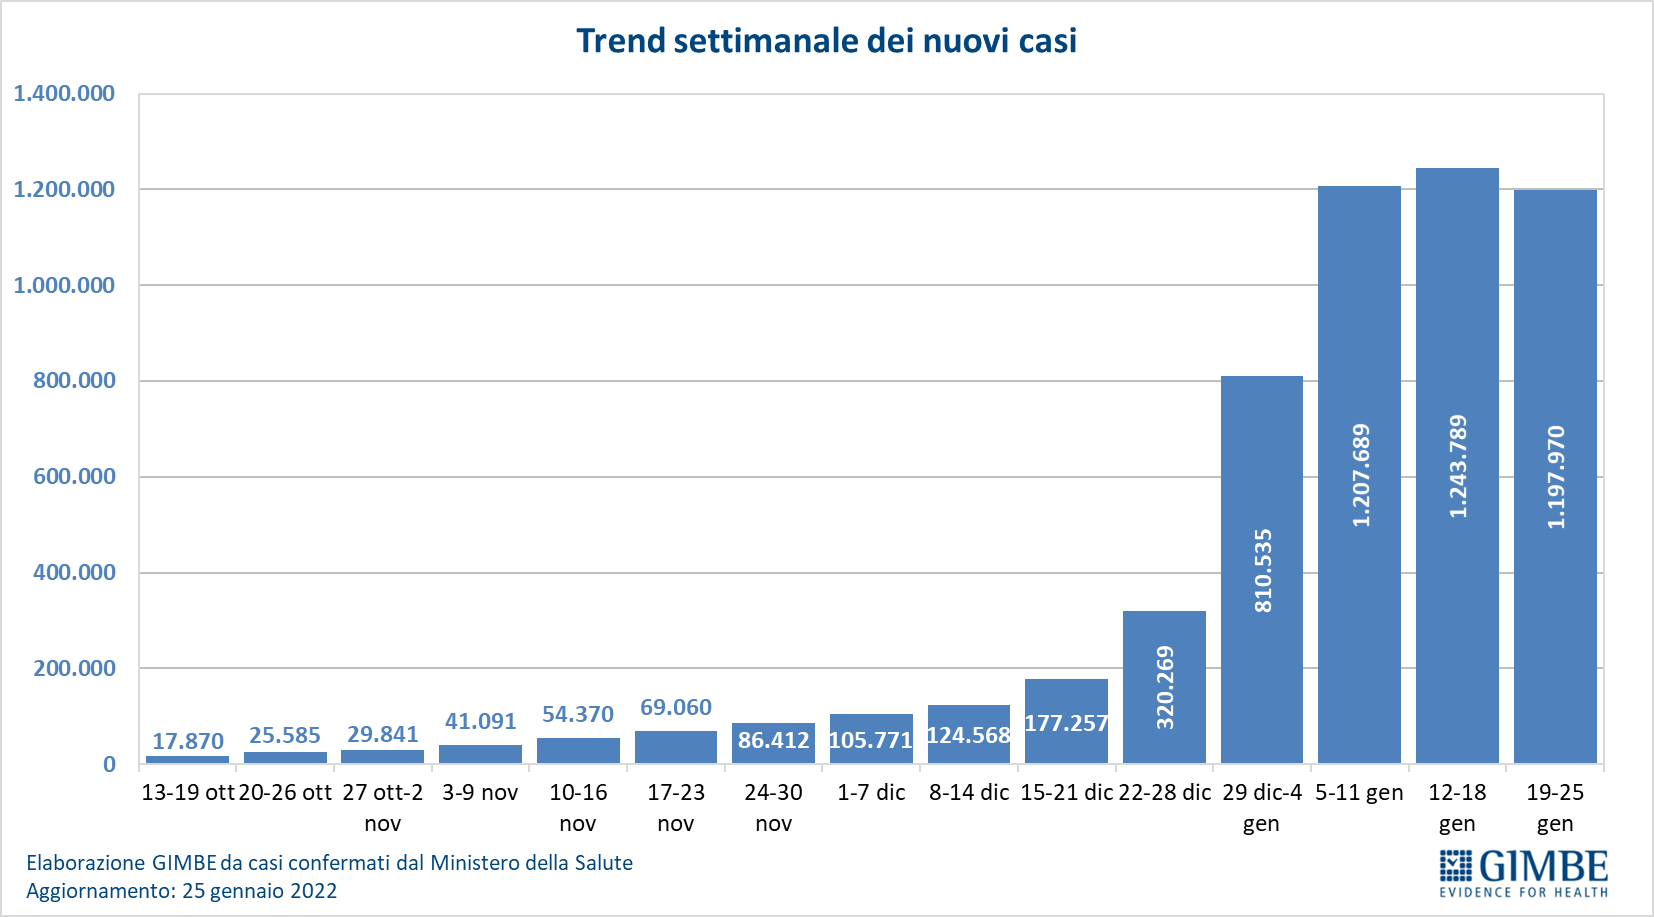 Trend settimanale dei nuovi casi
1.400.000
1.200.000
1.000.000
800.000
600.000
400.000
200.000
0
17.870
25.585
29.841
41.091
54.370
69.060
86.412
105.771
124.568
177.257
320.269
810.535
1.207.689
1.243.789
1.197.970
13-19 ott
20-26 ott
27 ott-2
nov
3-9 nov
10-16
nov
17-23
nov
24-30
nov
1-7 dic
8-14 dic
15-21 dic
22-28 dic
29 dic-4
gen
5-11 gen
12-18
gen
19-25
gen
Elaborazione GIMBE da casi confermati dal Ministero della Salute
Aggiornamento: 25 gennaio 2022
GIMBE
EVIDENCE FOR HEALTH